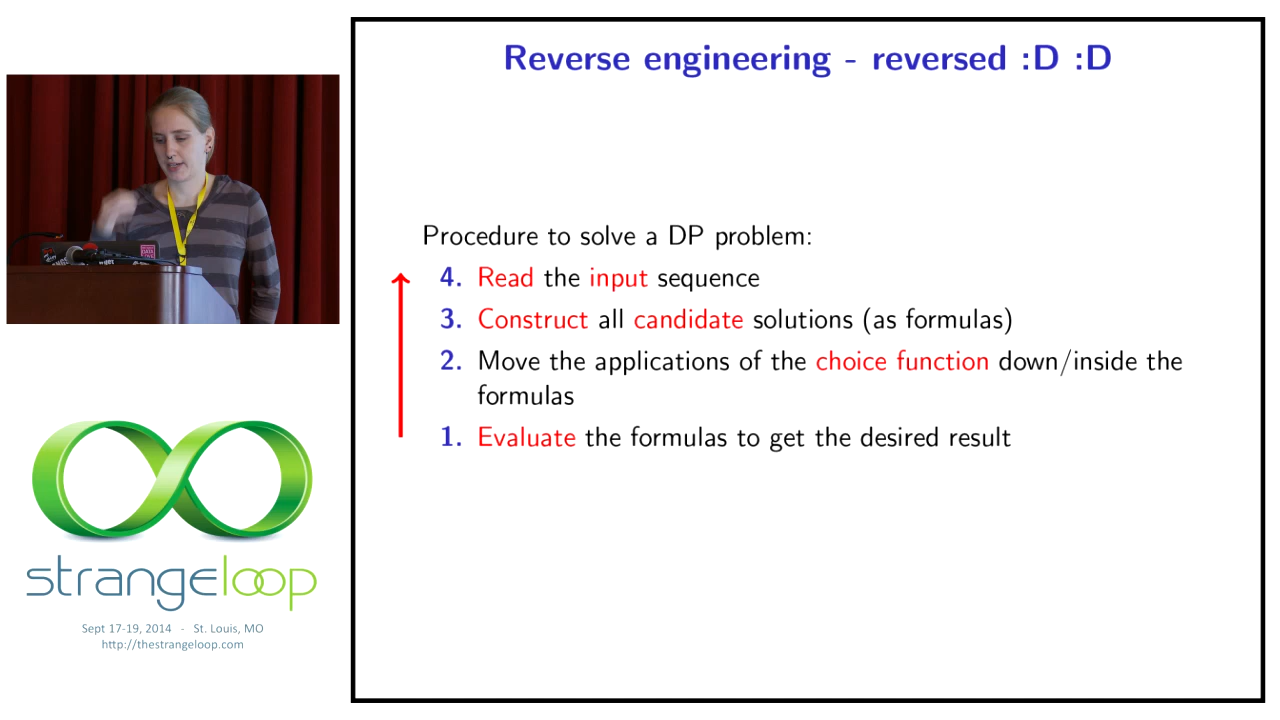 Reverse engineering - reversed :D :D
Procedure to solve a DP problem:
4. Read the input sequence
3. Construct all candidate solutions (as formulas)
2. Move the applications of the choice function down/inside the
formulas
1. Evaluate the formulas to get the desired result
strangeloop
Sept 17-19, 2014 - St. Louis, MO
http://thestrangeloop.com